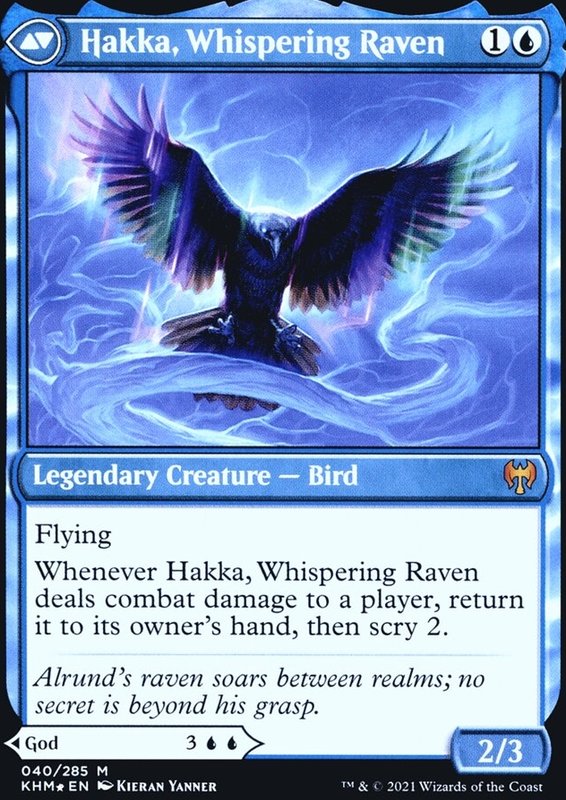 Hakka, Whispering Raven 1
Legendary Creature — Bird
Flying
Whenever Hakka, Whispering Raven
deals combat damage to a player, return
it to its owner's hand, then scry 2.
Alrund's raven soars between realms; no
secret is beyond his grasp.
God 3
2/3
040/285 M
KHM★EN Kieran Yanner
™ & © 2021 Wizards of the Coast